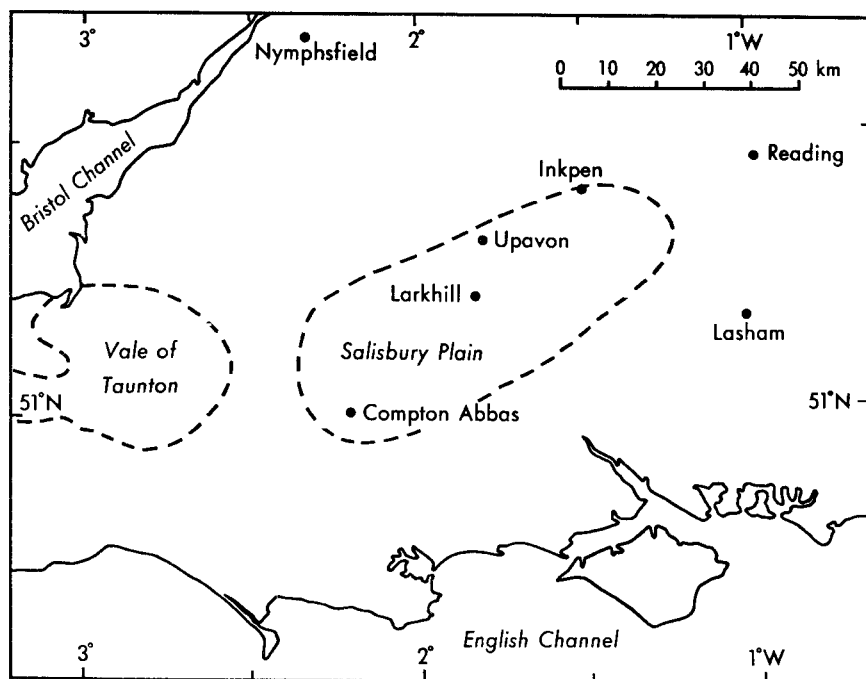 3° 2° 1°W
Nymphsfield
0 10 20 30 40 50 km
Reading
Bristol Channel
Inkpen
Upavon
Larkhill
Lasham
Vale of
Taunton
Salisbury Plain
51°N 51°N
Compton Abbas
English Channel
3° 2° 1°W